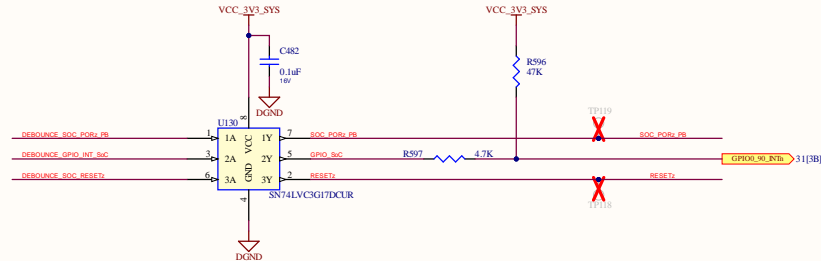 VCC_3V3_SYS
VCC_3V3_SYS
C482
0.1uF
16V
R596
47K
DGND
TP119
U130
8
DEBOUNCE_SOC_PORz_PB 1 1A VCC 1Y 7 SOC_PORz_PB SOC_PORz_PB
DEBOUNCE_GPIO_INT_SoC 3 2A 2Y 5 GPIO_SoC R597 4.7K GPIO0_90_INTn 31[3B]
DEBOUNCE_SOC_RESETz 6 3A GND 3Y 2 RESETz RESETz
SN74LVC3G17DCUR
4
TP118
DGND